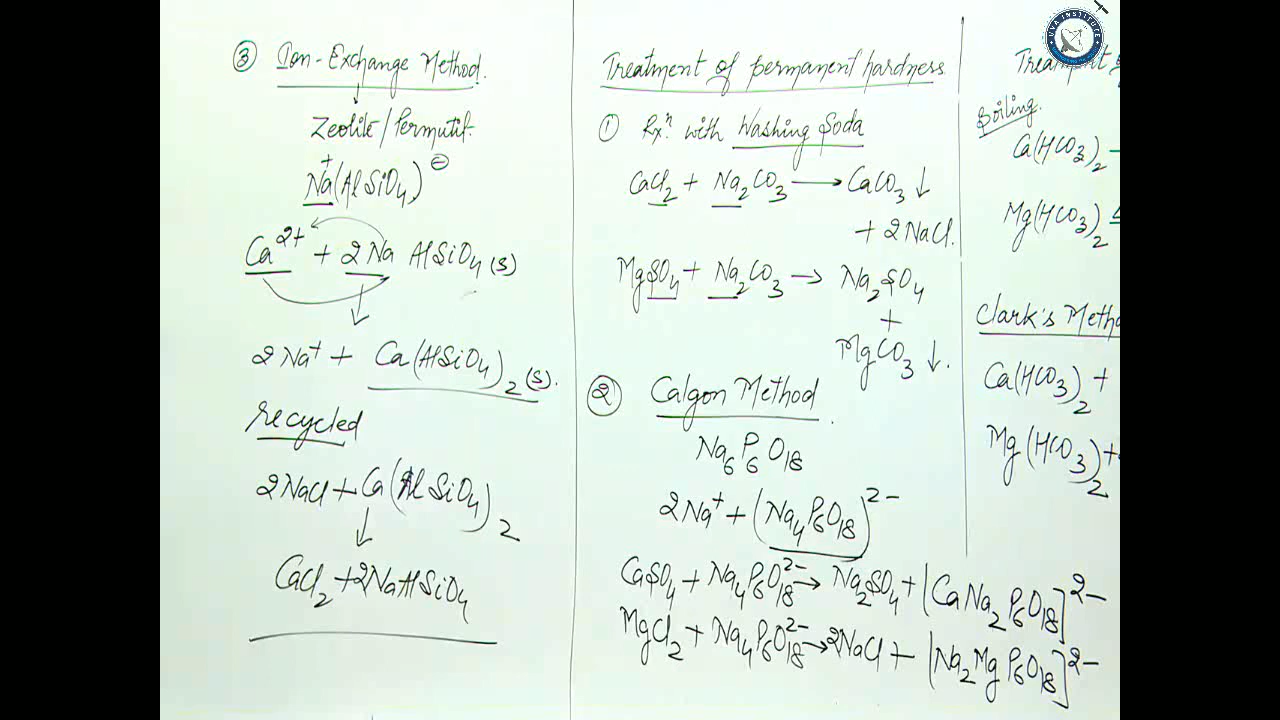 ③ Ion-Exchange Method.
Zeolite/Permutit.
Na⁺(AlSiO₄)⁻
Ca²⁺ + 2Na AlSiO₄(s)
2Na⁺ + Ca(AlSiO₄)₂(s).
recycled
2NaCl + Ca(AlSiO₄)₂
CaCl₂ + 2NaAlSiO₄
Treatment of permanent hardness
① Rxⁿ with Washing Soda
CaCl₂ + Na₂CO₃ → CaCO₃ ↓
+ 2NaCl.
MgSO₄ + Na₂CO₃ → Na₂SO₄
+
MgCO₃ ↓.
② Calgon Method.
Na₆P₆O₁₈
2Na⁺ + (Na₄P₆O₁₈)²⁻
CaSO₄ + Na₄P₆O₁₈²⁻ → Na₂SO₄ + [CaNa₂P₆O₁₈]²⁻
MgCl₂ + Na₄P₆O₁₈²⁻ → 2NaCl + [Na₂MgP₆O₁₈]²⁻
UVA INSTITUTE
Boiling.
Ca(HCO₃)₂
Mg(HCO₃)₂
Clark's
Ca(HCO₃)₂ +
Mg(HCO₃)₂ +